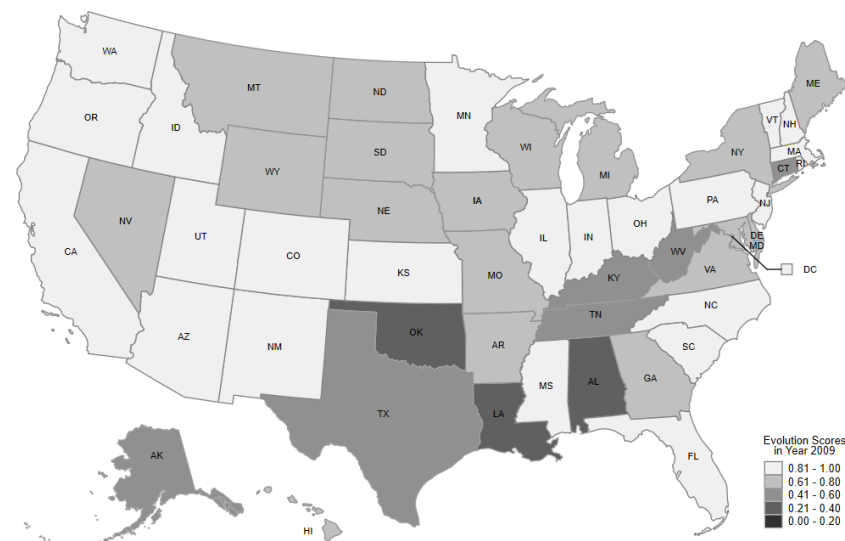 WA
MT
ND
MN
ME
OR
ID
SD
WI
MI
NY
VT
NH
MA
CT
RI
WY
NE
IA
PA
NJ
NV
UT
CO
KS
MO
IL
IN
OH
WV
VA
DE
MD
DC
CA
AZ
NM
OK
AR
KY
TN
NC
SC
TX
LA
MS
AL
GA
FL
AK
HI
Evolution Scores
in Year 2009
0.81 - 1.00
0.61 - 0.80
0.41 - 0.60
0.21 - 0.40
0.00 - 0.20